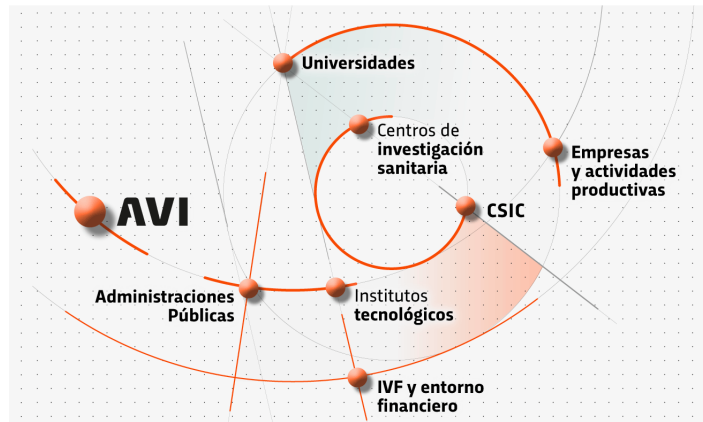 Universidades
Centros de
investigación
sanitaria
Empresas
y actividades
productivas
CSIC
AVI
Administraciones
Públicas
Institutos
tecnológicos
IVF y entorno
financiero